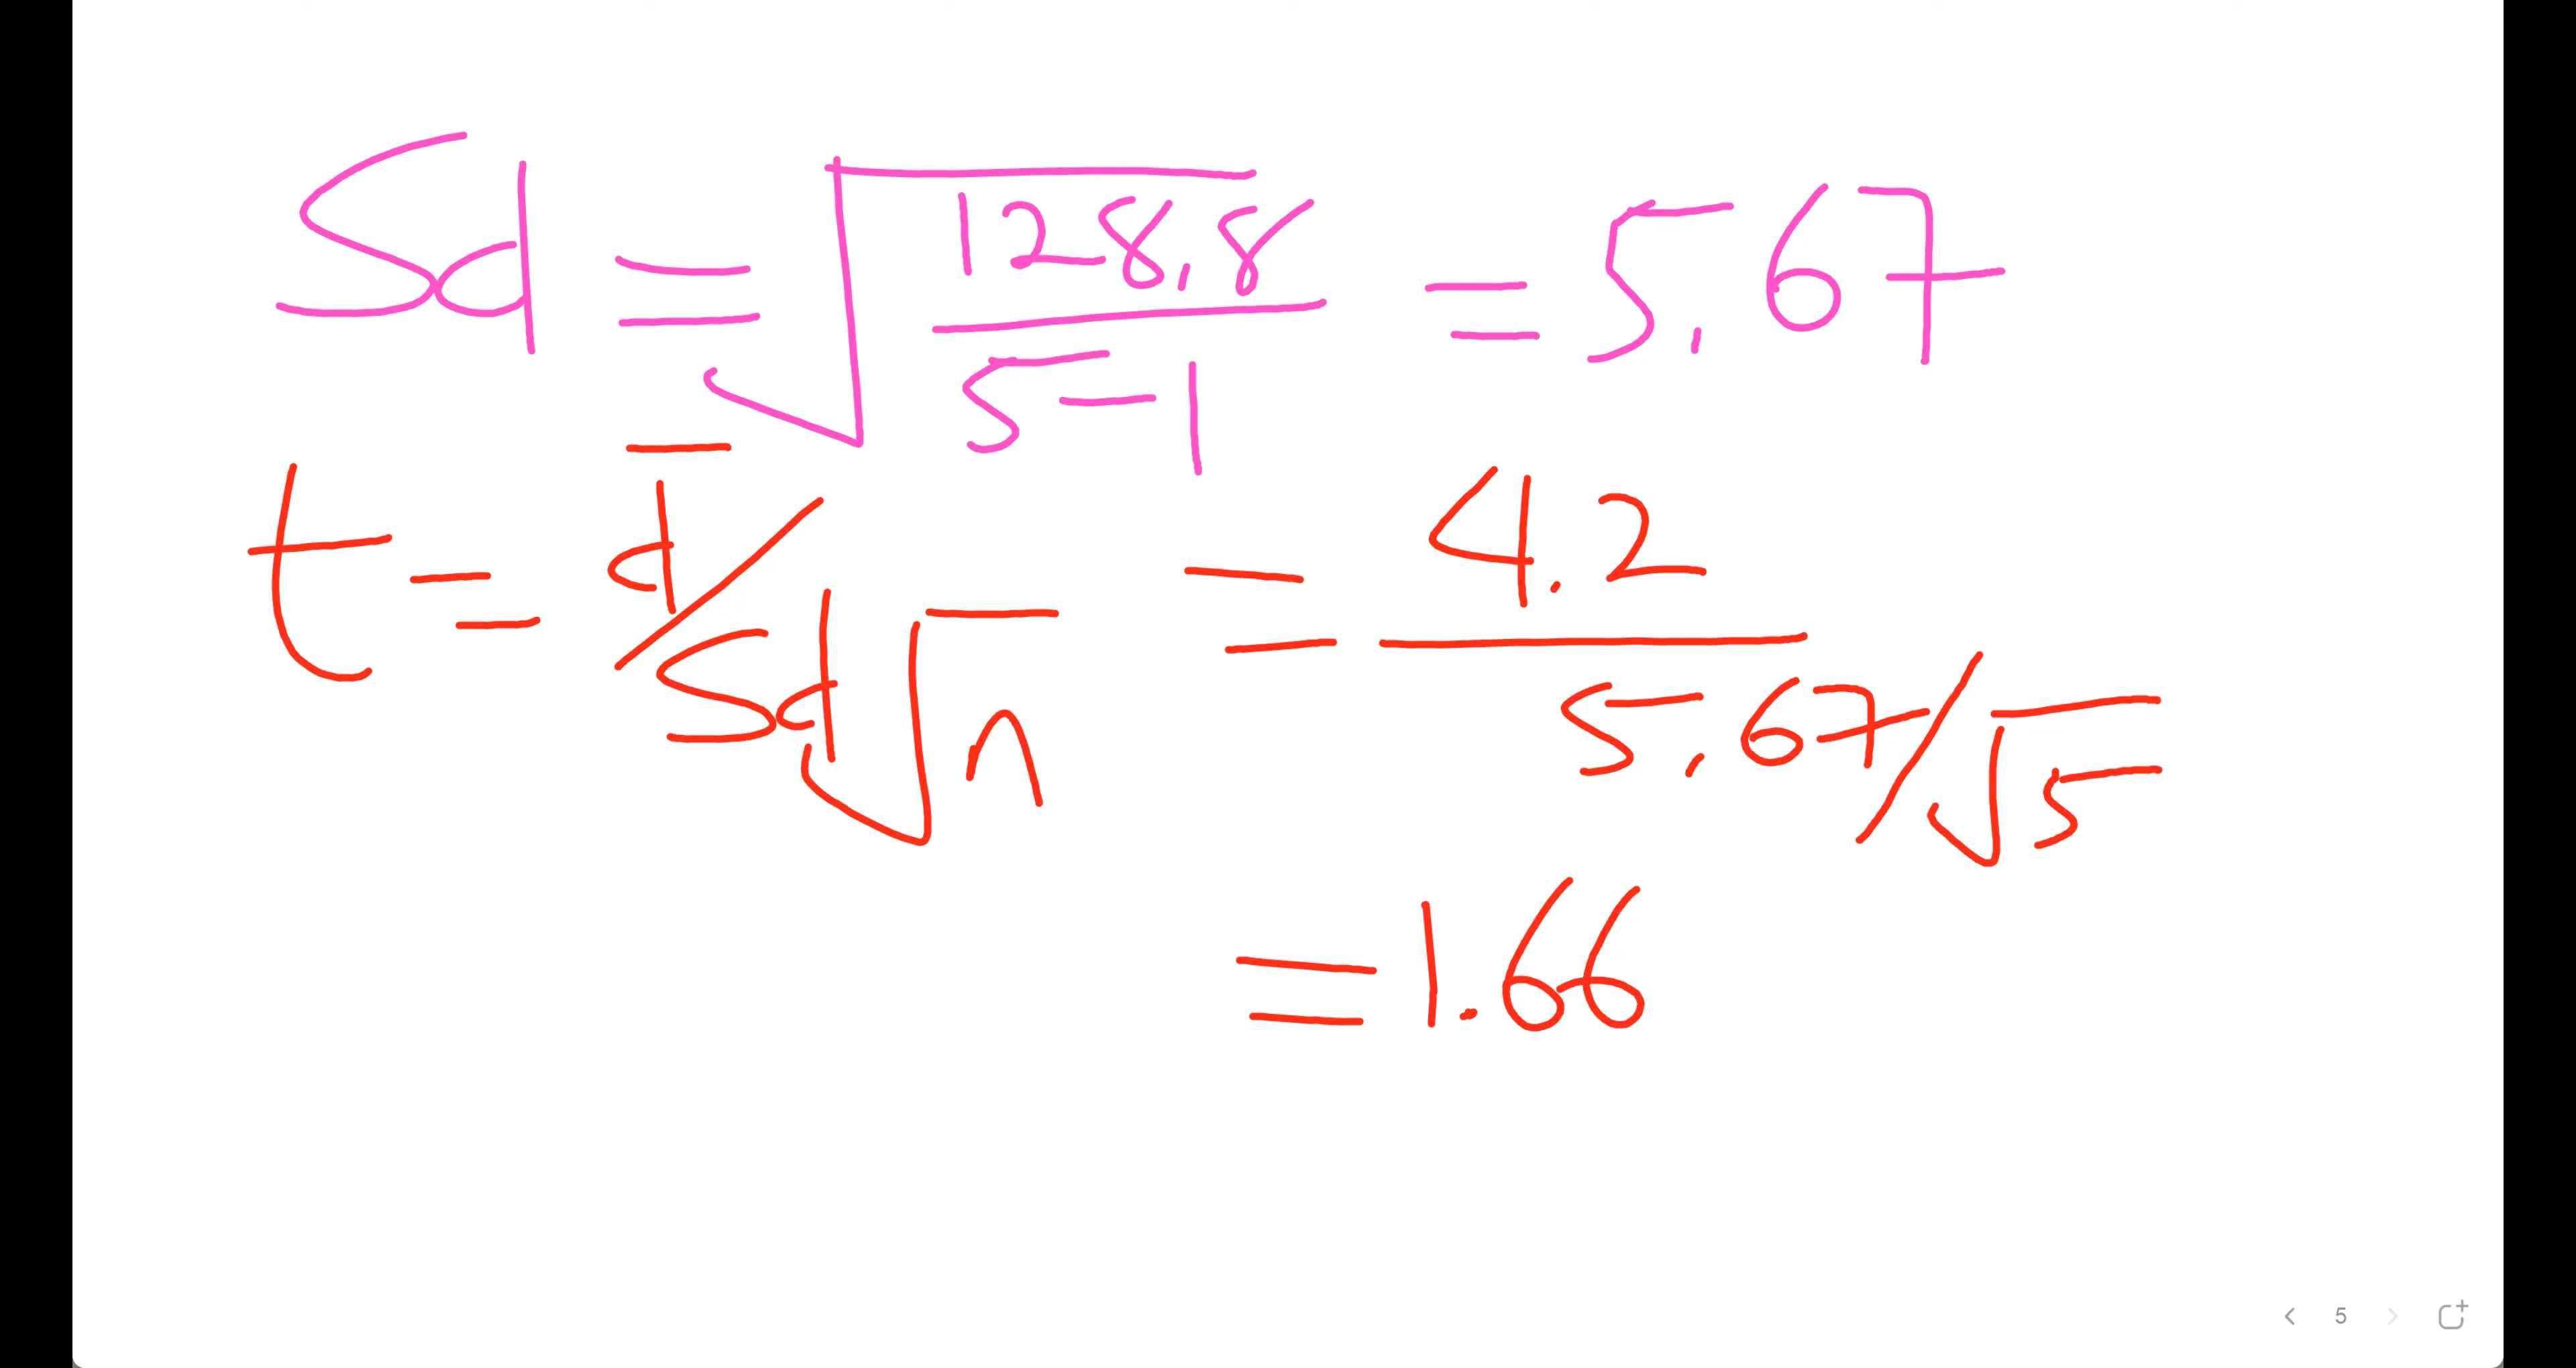 Sd = √128.8/5-1 = 5.67
t = d̄/Sd√n = 4.2/5.67/√5
= 1.66
5